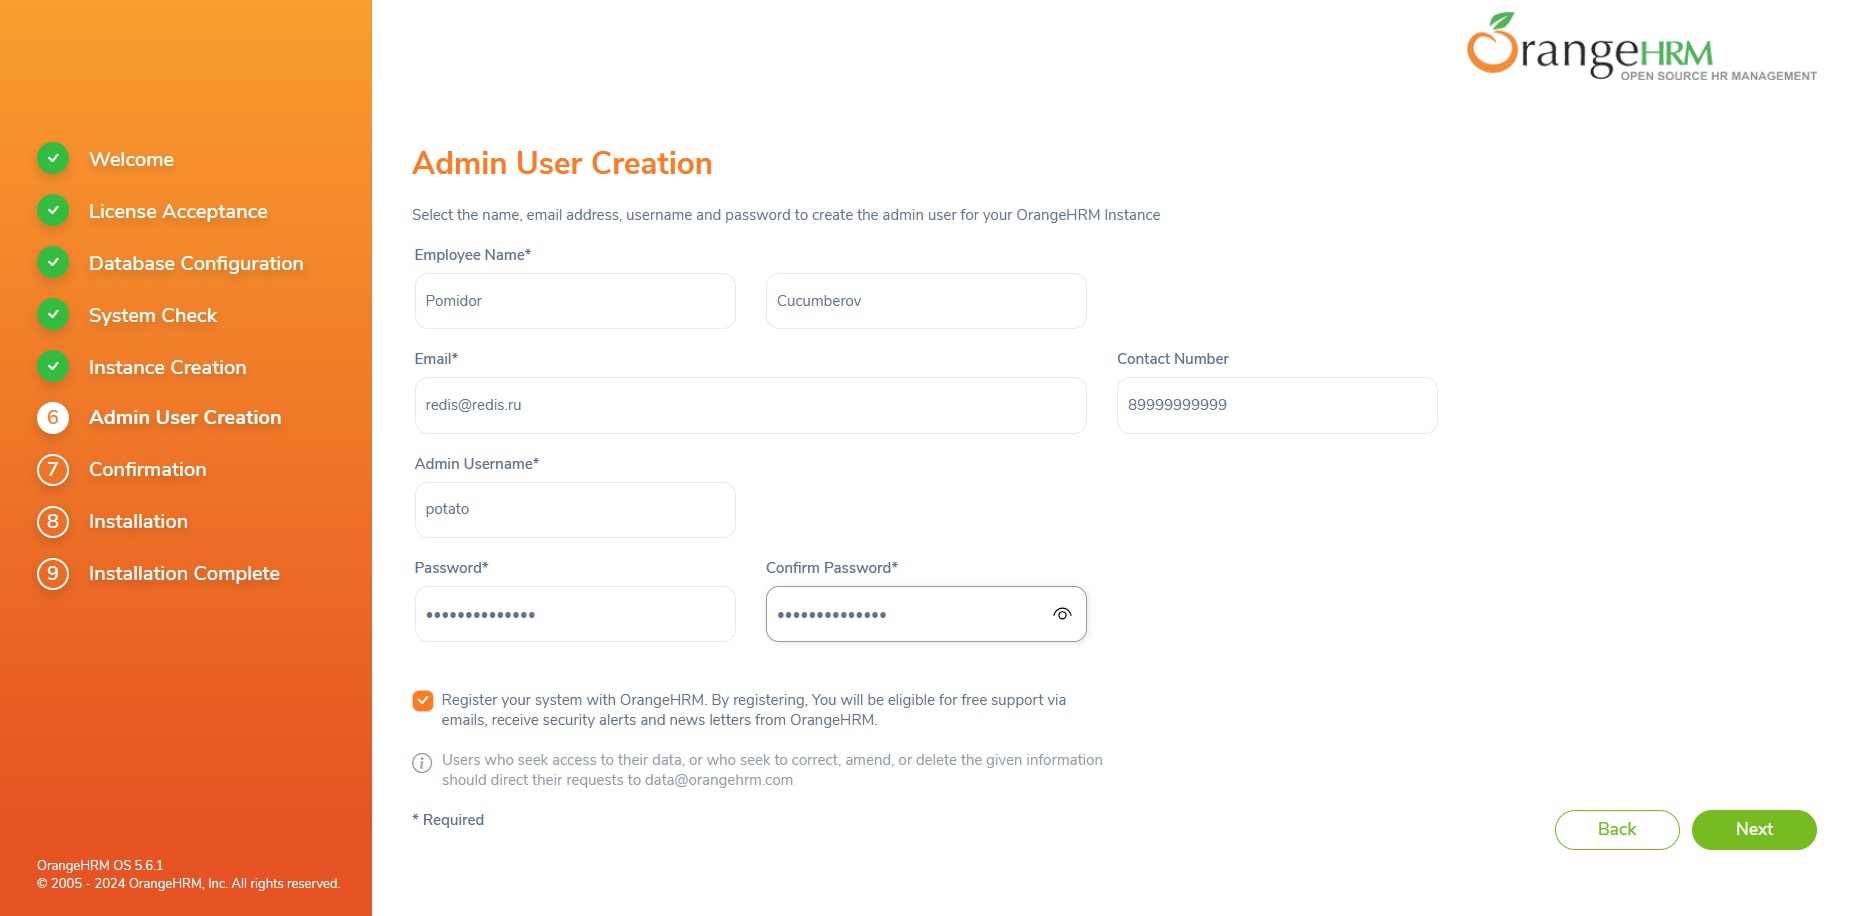 OrangeHRM
OPEN SOURCE HR MANAGEMENT
Welcome
License Acceptance
Database Configuration
System Check
Instance Creation
6 Admin User Creation
7 Confirmation
8 Installation
9 Installation Complete
OrangeHRM OS 5.6.1
© 2005 - 2024 OrangeHRM, Inc. All rights reserved.
Admin User Creation
Select the name, email address, username and password to create the admin user for your OrangeHRM Instance
Employee Name*
Pomidor Cucumberov
Email* Contact Number
redis@redis.ru 89999999999
Admin Username*
potato
Password* Confirm Password*
•••••••••••••• ••••••••••••••
Register your system with OrangeHRM. By registering, You will be eligible for free support via
emails, receive security alerts and news letters from OrangeHRM.
Users who seek access to their data, or who seek to correct, amend, or delete the given information
should direct their requests to data@orangehrm.com
* Required
Back Next